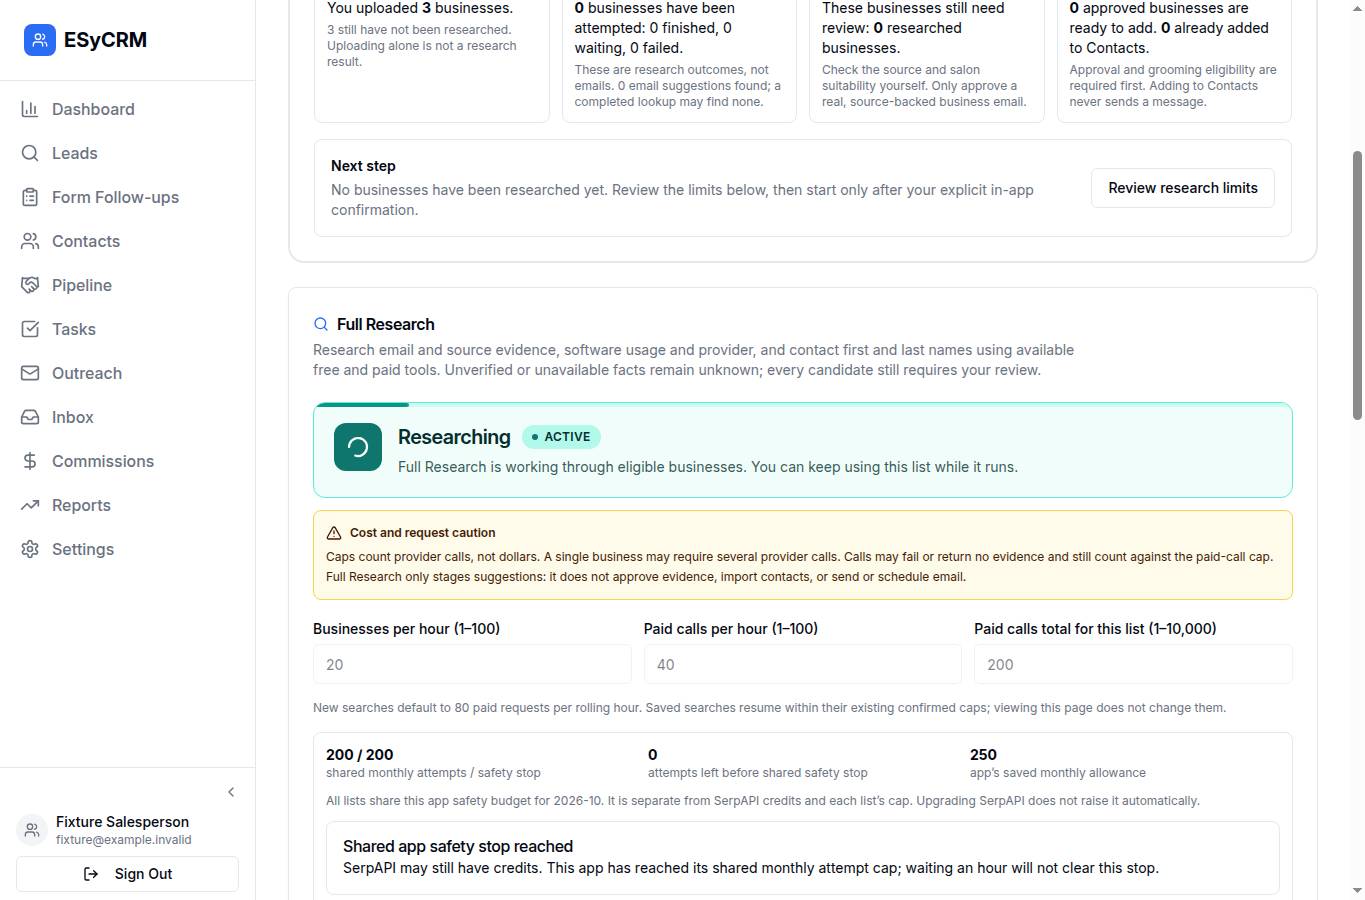 ESyCRM
Dashboard
Leads
Form Follow-ups
Contacts
Pipeline
Tasks
Outreach
Inbox
Commissions
Reports
Settings
Fixture Salesperson
fixture@example.invalid
Sign Out
You uploaded 3 businesses.
3 still have not been researched.
Uploading alone is not a research
result.
0 businesses have been
attempted: 0 finished, 0
waiting, 0 failed.
These are research outcomes, not
emails. 0 email suggestions found; a
completed lookup may find none.
These businesses still need
review: 0 researched
businesses.
Check the source and salon
suitability yourself. Only approve a
real, source-backed business email.
0 approved businesses are
ready to add. 0 already added
to Contacts.
Approval and grooming eligibility are
required first. Adding to Contacts
never sends a message.
Next step
No businesses have been researched yet. Review the limits below, then start only after your explicit in-app
confirmation.
Review research limits
Full Research
Research email and source evidence, software usage and provider, and contact first and last names using available
free and paid tools. Unverified or unavailable facts remain unknown; every candidate still requires your review.
Researching
ACTIVE
Full Research is working through eligible businesses. You can keep using this list while it runs.
Cost and request caution
Caps count provider calls, not dollars. A single business may require several provider calls. Calls may fail or return no evidence and still count against the paid-call cap.
Full Research only stages suggestions: it does not approve evidence, import contacts, or send or schedule email.
Businesses per hour (1–100)
20
Paid calls per hour (1–100)
40
Paid calls total for this list (1–10,000)
200
New searches default to 80 paid requests per rolling hour. Saved searches resume within their existing confirmed caps; viewing this page does not change them.
200 / 200
shared monthly attempts / safety stop
0
attempts left before shared safety stop
250
app's saved monthly allowance
All lists share this app safety budget for 2026-10. It is separate from SerpAPI credits and each list's cap. Upgrading SerpAPI does not raise it automatically.
Shared app safety stop reached
SerpAPI may still have credits. This app has reached its shared monthly attempt cap; waiting an hour will not clear this stop.